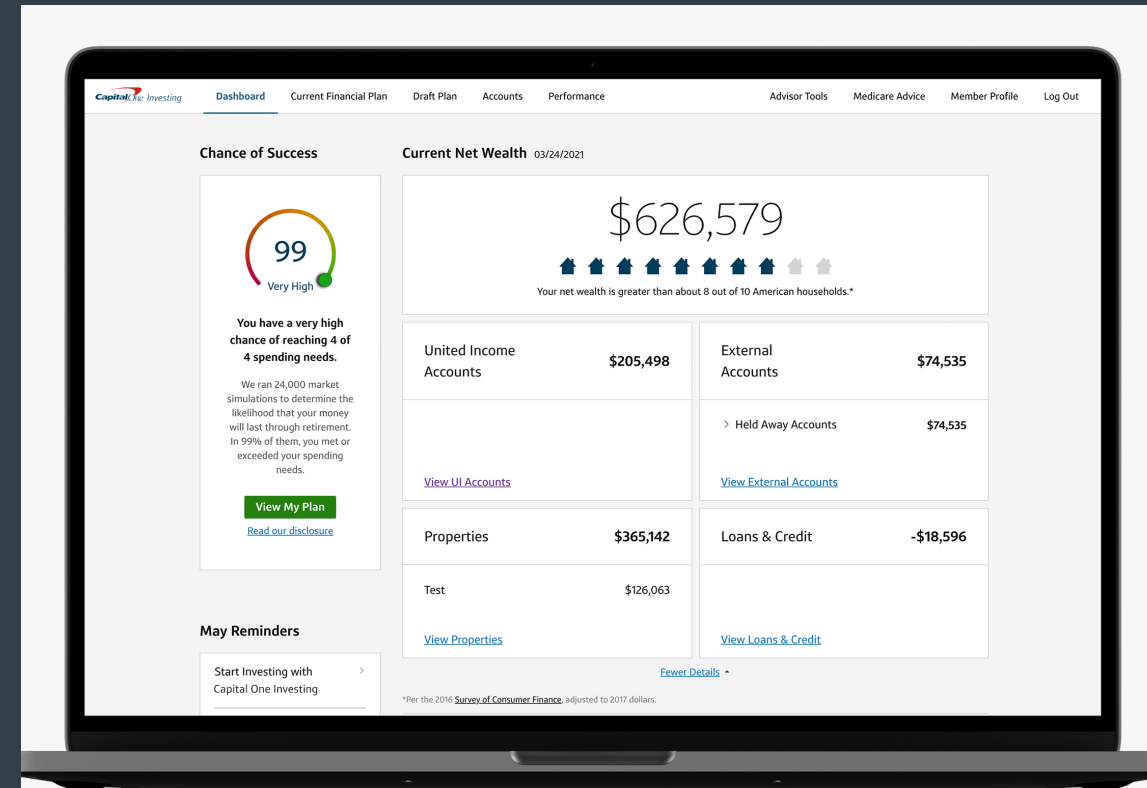 CapitalOne Investing
Dashboard
Current Financial Plan
Draft Plan
Accounts
Performance
Advisor Tools
Medicare Advice
Member Profile
Log Out
Chance of Success
99
Very High
You have a very high
chance of reaching 4 of
4 spending needs.
We ran 24,000 market
simulations to determine the
likelihood that your money
will last through retirement.
In 99% of them, you met or
exceeded your spending
needs.
View My Plan
Read our disclosure
May Reminders
Start Investing with
Capital One Investing
Current Net Wealth 03/24/2021
$626,579
Your net wealth is greater than about 8 out of 10 American households.*
United Income
Accounts
$205,498
View UI Accounts
External
Accounts
$74,535
Held Away Accounts $74,535
View External Accounts
Properties $365,142
Test $126,063
View Properties
Loans & Credit -$18,596
View Loans & Credit
Fewer Details
*Per the 2016 Survey of Consumer Finance, adjusted to 2017 dollars.